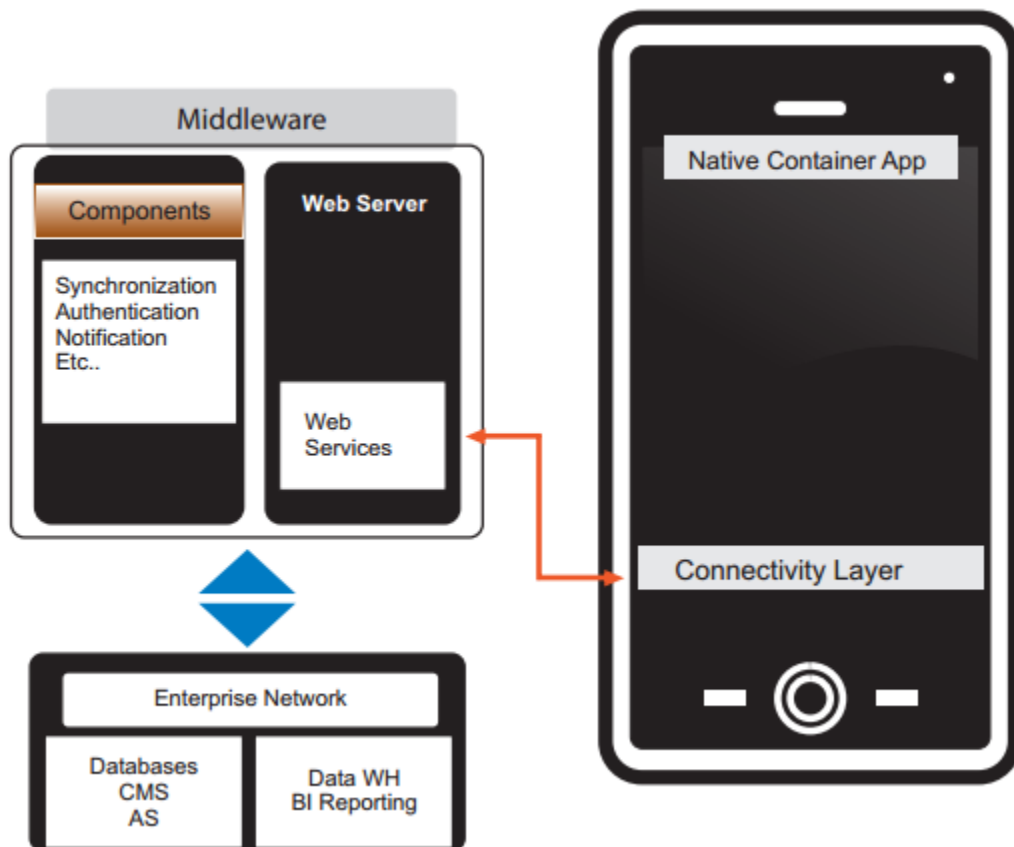 Middleware
Components
Synchronization
Authentication
Notification
Etc..
Web Server
Web
Services
Native Container App
Connectivity Layer
Enterprise Network
Databases
CMS
AS
Data WH
BI Reporting